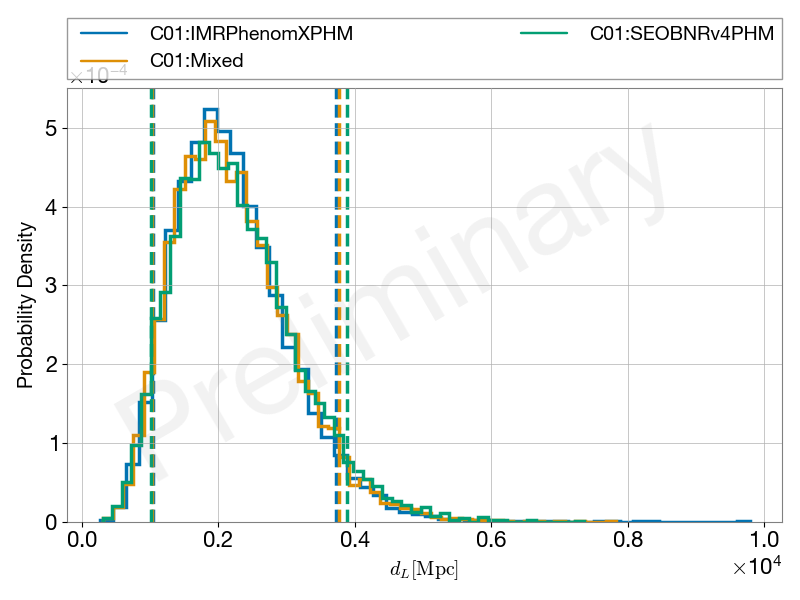 C01:IMRPhenomXPHM
C01:Mixed
C01:SEOBNRv4PHM
×10⁻⁴
5
4
3
2
1
0
Probability Density
Preliminary
0.0
0.2
0.4
0.6
0.8
1.0
×10⁴
d_L[Mpc]